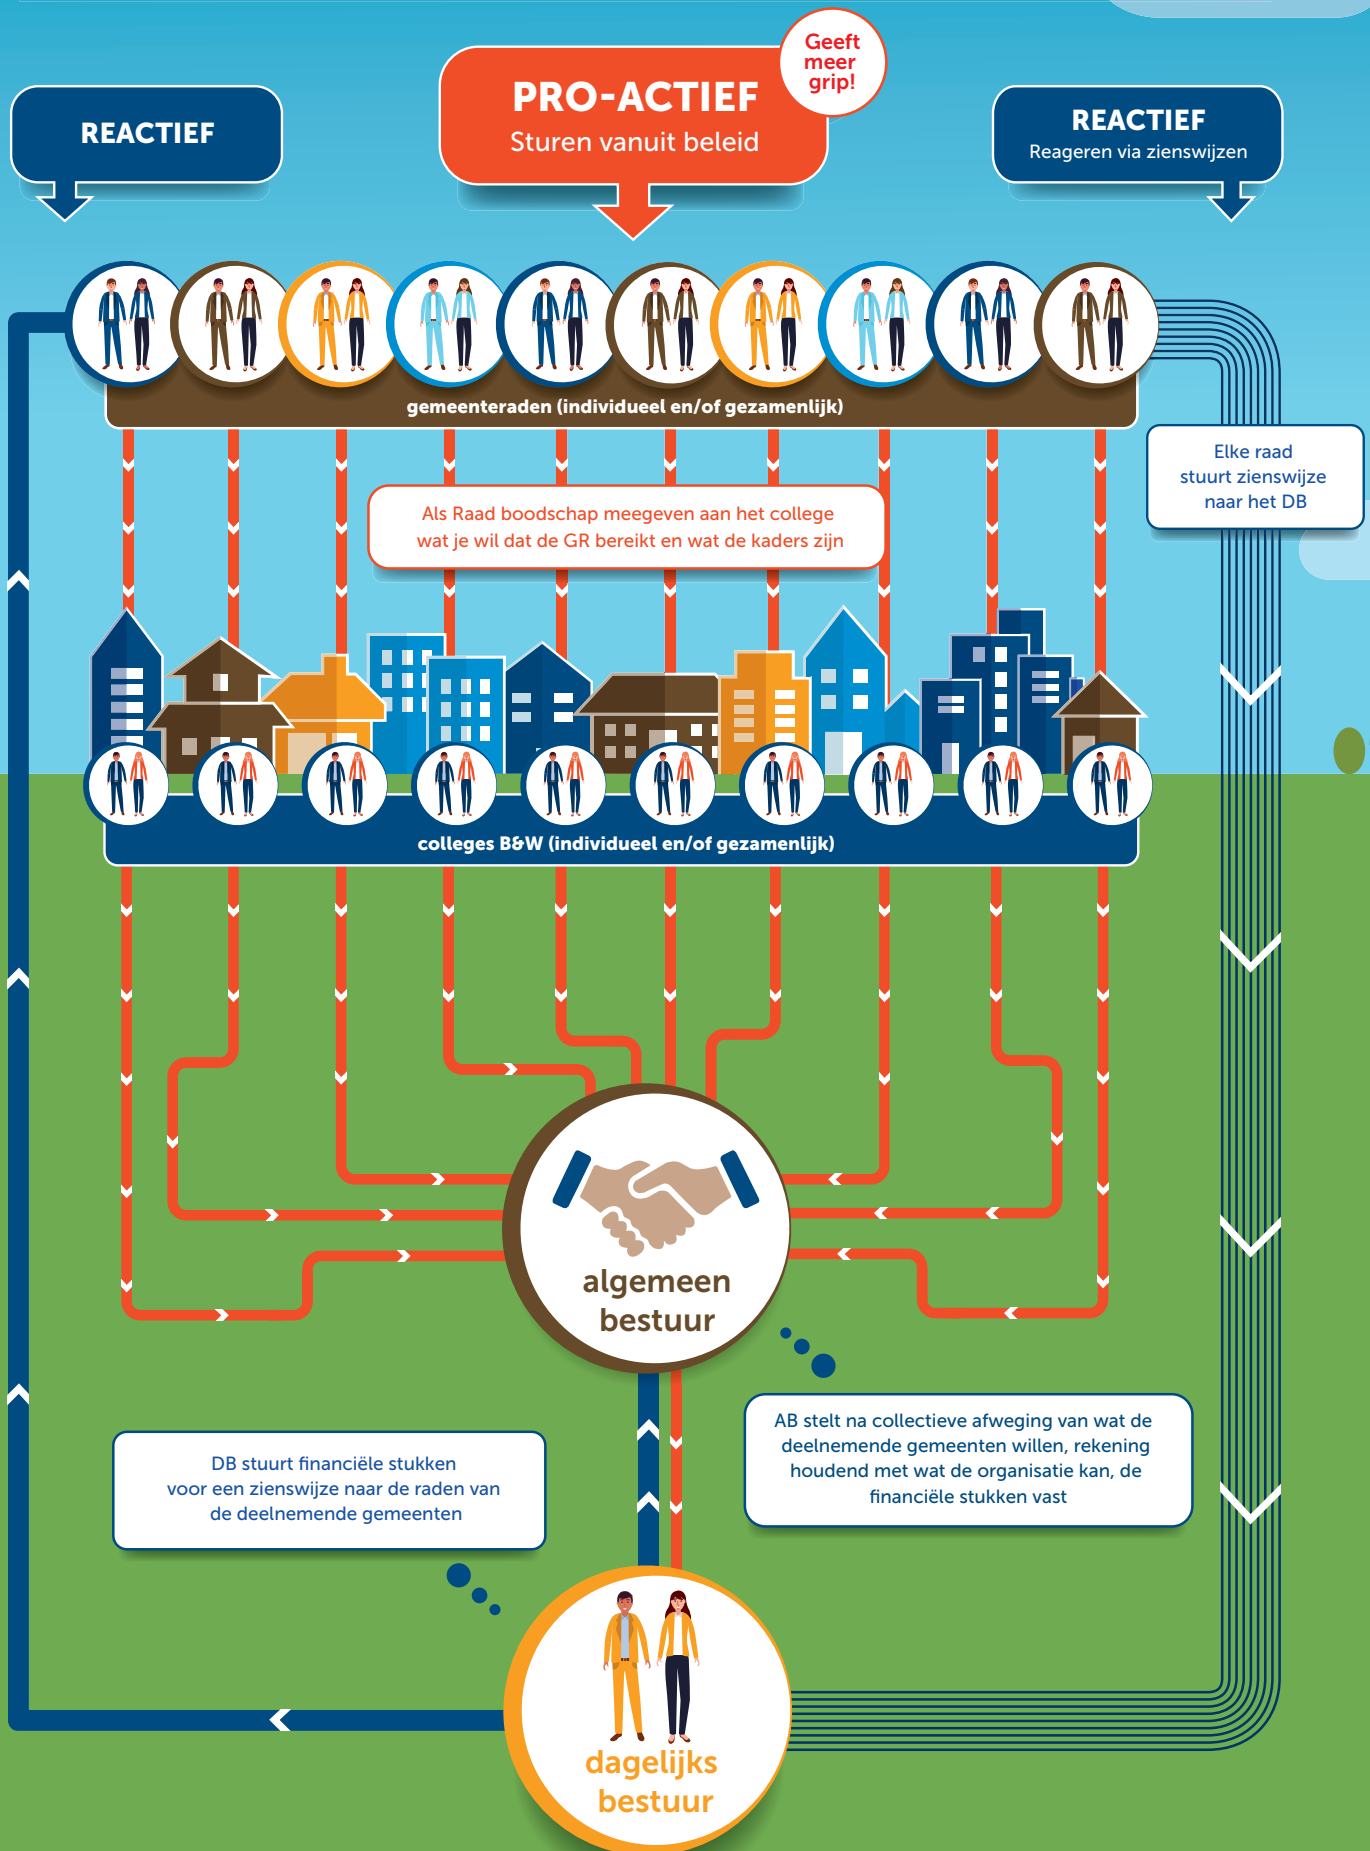 Geeft
meer
grip!
PRO-ACTIEF
Sturen vanuit beleid
REACTIEF
REACTIEF
Reageren via zienswijzen
gemeenteraden (individueel en/of gezamenlijk)
Elke raad
stuurt zienswijze
naar het DB
Als Raad boodschap meegeven aan het college
wat je wil dat de GR bereikt en wat de kaders zijn
colleges B&W (individueel en/of gezamenlijk)
algemeen
bestuur
AB stelt na collectieve afweging van wat de
deelnemende gemeenten willen, rekening
houdend met wat de organisatie kan, de
financiële stukken vast
DB stuurt financiële stukken
voor een zienswijze naar de raden van
de deelnemende gemeenten
dagelijks
bestuur